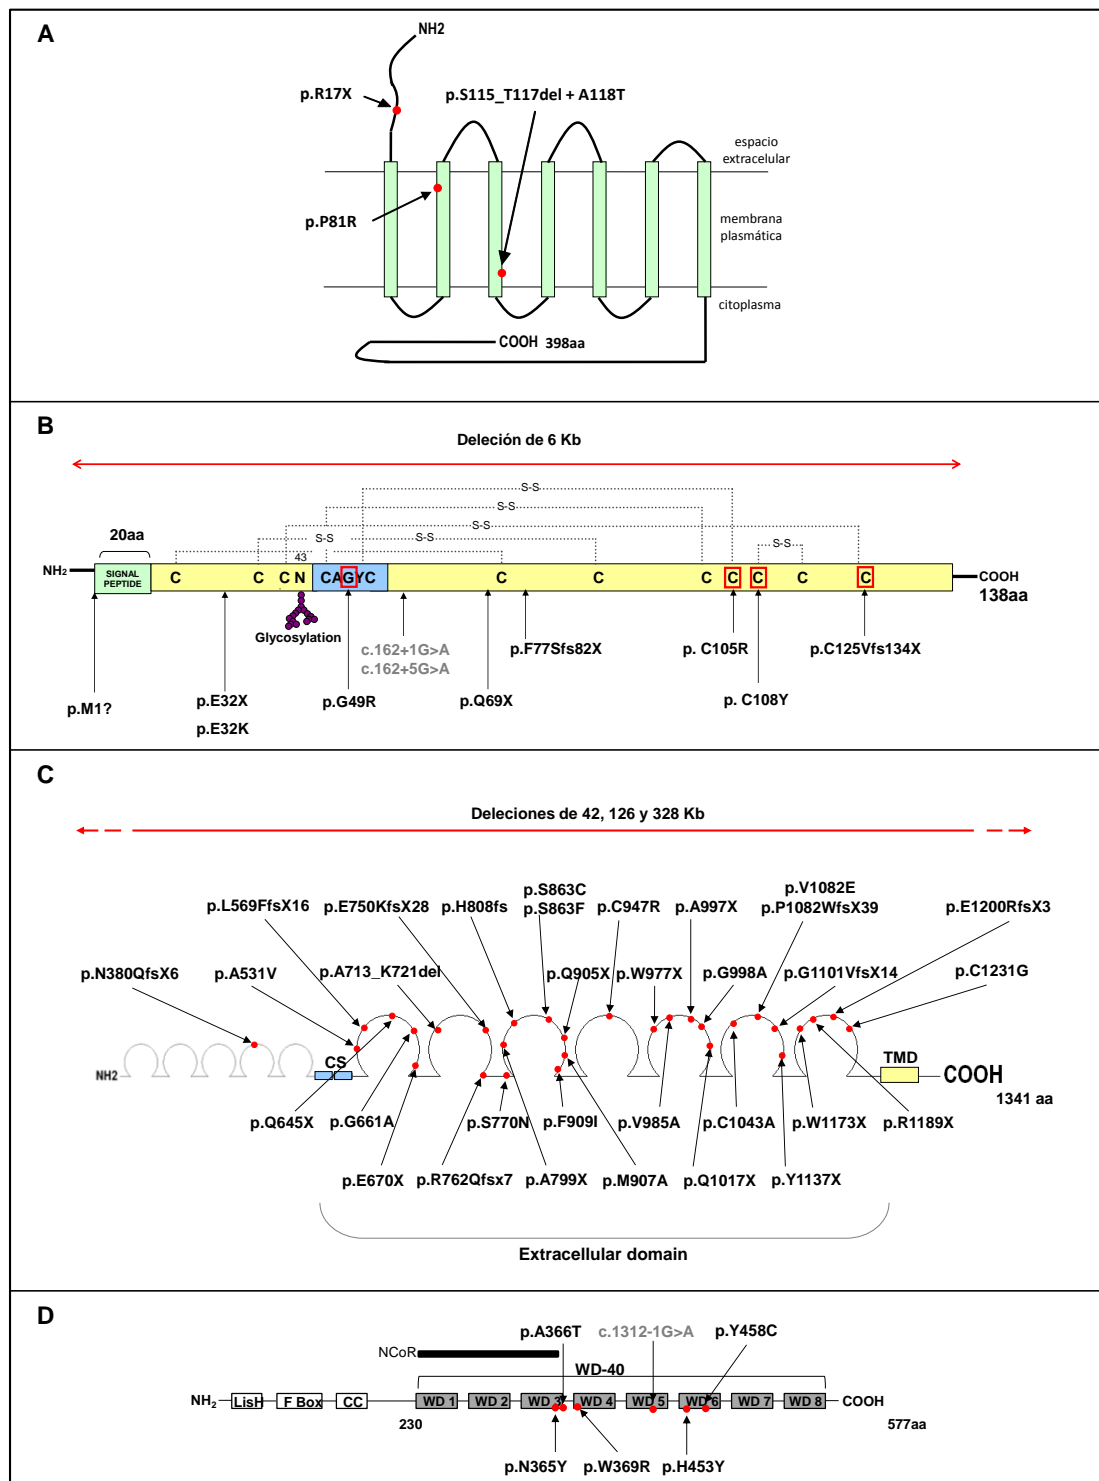 A
NH2
p.R17X
p.S115_T117del + A118T
espacio
extracelular
p.P81R
membrana
plasmática
citoplasma
COOH 398aa
B
Deleción de 6 Kb
S-S
S-S
S-S
20aa
S-S
S-S
S-S
43
NH2
SIGNAL
PEPTIDE
C C C N CAGYC C C C C C C C
COOH
138aa
Glycosylation
c.162+1G>A
c.162+5G>A
p.F77Sfs82X
p. C105R
p.C125Vfs134X
p.M1?
p.E32X
p.G49R
p.Q69X
p. C108Y
p.E32K
C
Deleciones de 42, 126 y 328 Kb
p.S863C
p.S863F
p.V1082E
p.P1082WfsX39
p.L569FfsX16
p.E750KfsX28
p.H808fs
p.C947R
p.A997X
p.E1200RfsX3
p.N380QfsX6
p.A531V
p.A713_K721del
p.Q905X
p.W977X
p.G998A
p.G1101VfsX14
p.C1231G
NH2
CS
TMD
COOH
1341 aa
p.Q645X
p.G661A
p.S770N
p.F909I
p.V985A
p.C1043A
p.W1173X
p.R1189X
p.E670X
p.R762Qfsx7
p.A799X
p.M907A
p.Q1017X
p.Y1137X
Extracellular domain
D
p.A366T
c.1312-1G>A
p.Y458C
NCoR
WD-40
NH2
LisH
F Box
CC
WD 1
WD 2
WD 3
WD 4
WD 5
WD 6
WD 7
WD 8
COOH
230
577aa
p.N365Y
p.W369R
p.H453Y